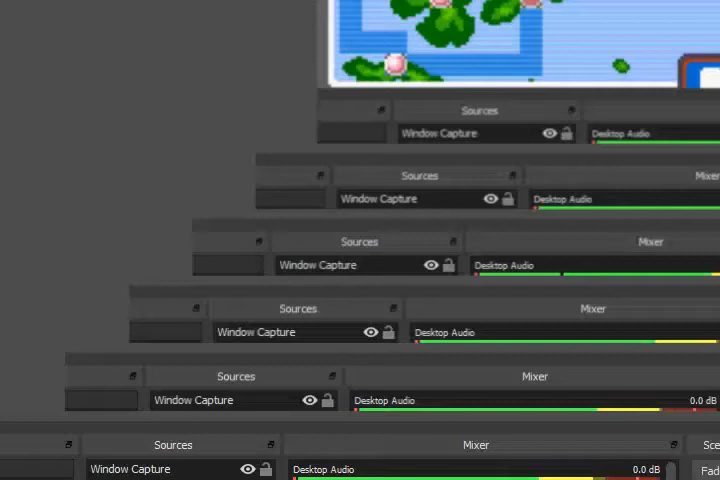 Sources
Window Capture Desktop Audio
Sources Mixer
Window Capture Desktop Audio
Sources Mixer
Window Capture Desktop Audio
Sources Mixer
Window Capture Desktop Audio
Sources Mixer
Window Capture Desktop Audio 0.0 dB
Sources Mixer Sce
Window Capture Desktop Audio 0.0 dB Fad